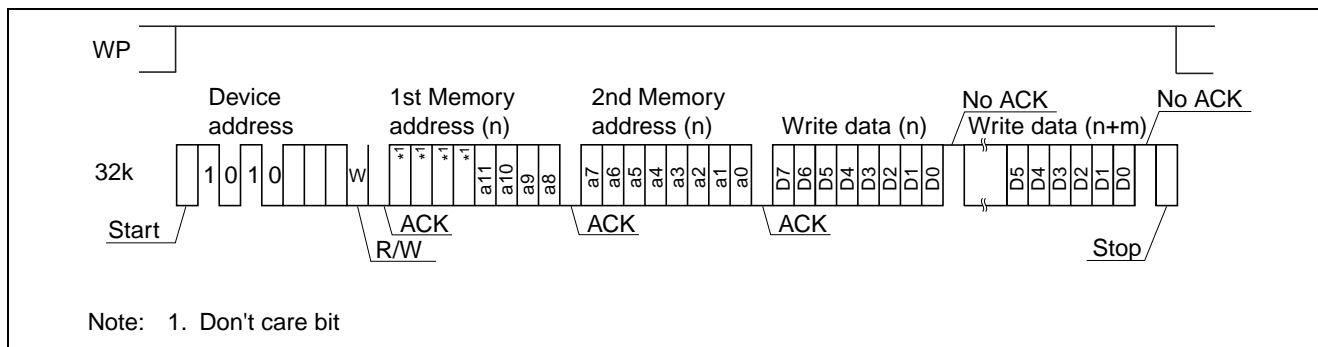 WP
Device
address
1st Memory
address (n)
2nd Memory
address (n)
Write data (n)
No ACK
Write data (n+m)
No ACK
32k
1 0 1 0
W
*1 *1 *1 *1 a11 a10 a9 a8
a7 a6 a5 a4 a3 a2 a1 a0
D7 D6 D5 D4 D3 D2 D1 D0
D5 D4 D3 D2 D1 D0
Start
R/W
ACK
ACK
ACK
Stop
Note: 1. Don't care bit